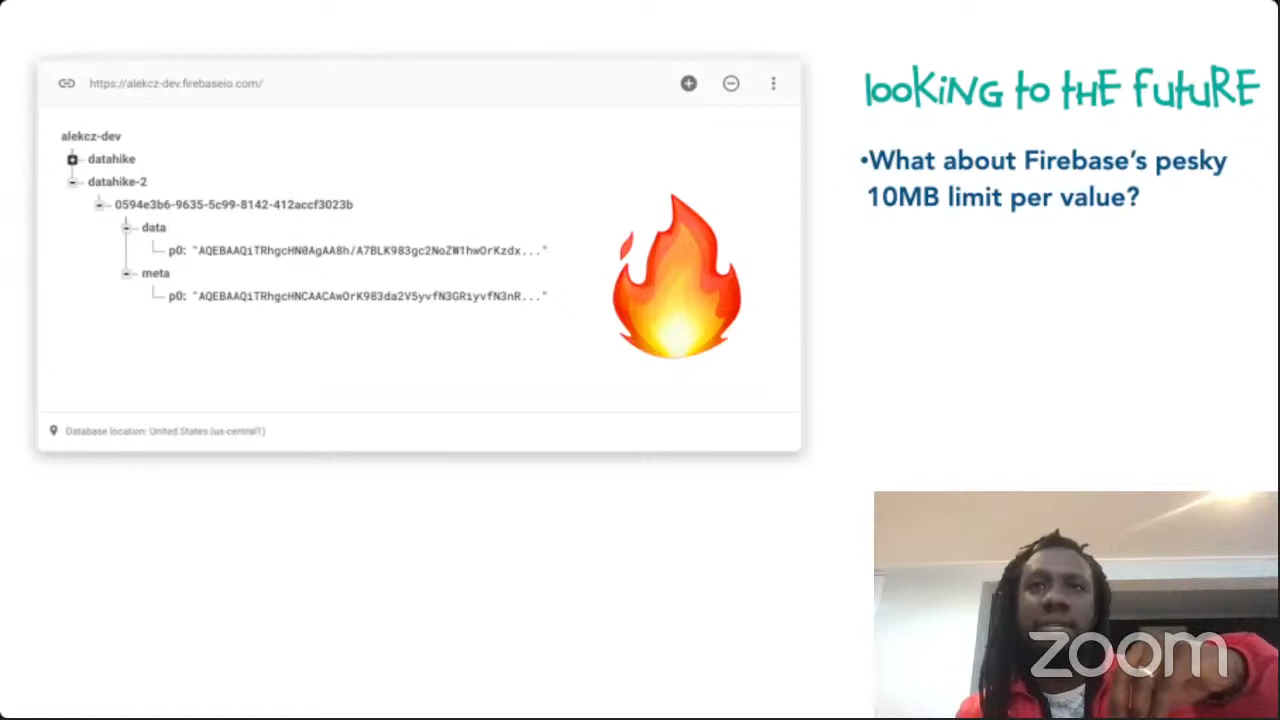 https://alekcz-dev.firebaseio.com/
alekcz-dev
datahike
datahike-2
0594e3b6-9635-5c99-8142-412accf3023b
data
p0: "AQEBAAQiTRhgcHN0AgAA8h/A7BLK983gc2NoZW1hwOrKzdx..."
meta
p0: "AQEBAAQiTRhgcHNCAACAwOrK983da2V5yvfN3GRiyvfN3nR..."
Database location: United States (us-central1)
looking to the future
•What about Firebase's pesky
10MB limit per value?
zoom